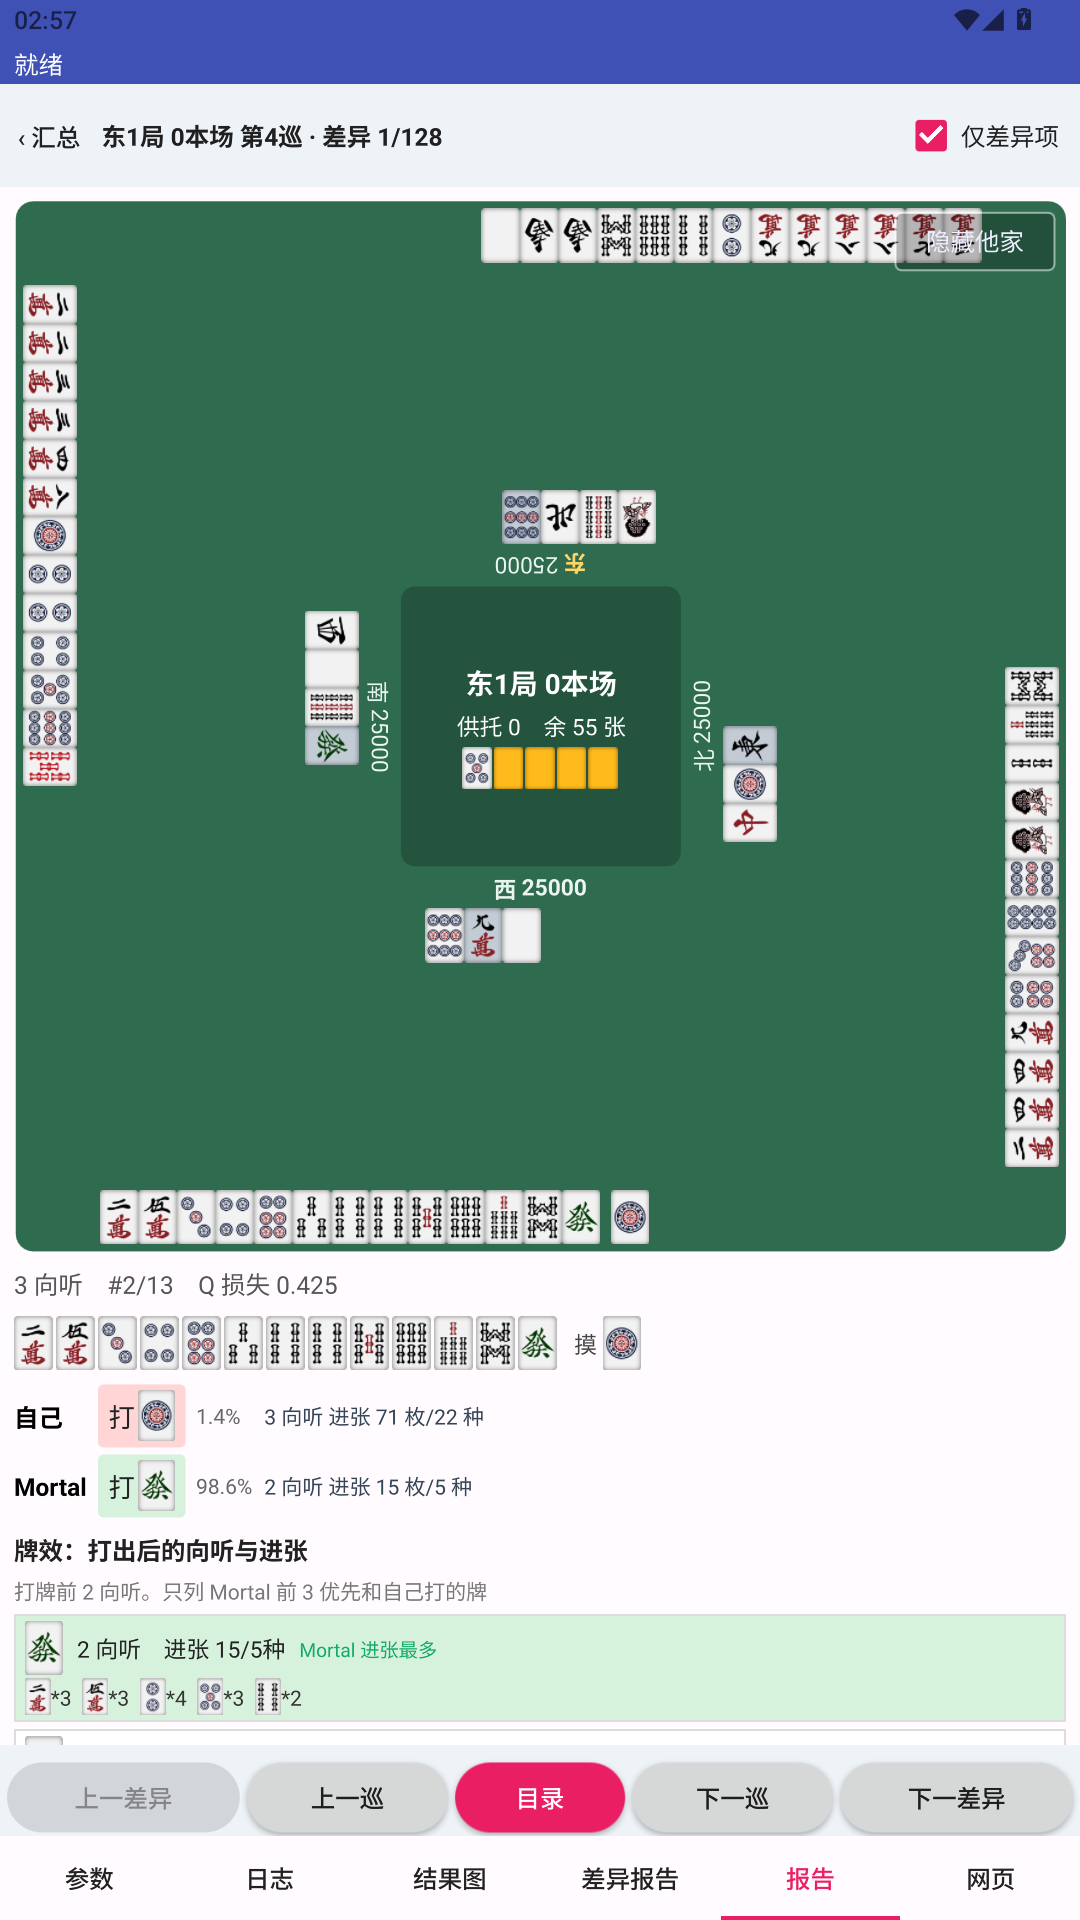 02:57
就绪
‹ 汇总 东1局 0本场 第4巡 · 差异 1/128 仅差异项
隐藏他家
东 25000
南 25000
东1局 0本场
供托 0 余 55 张
北 25000
西 25000
3 向听 #2/13 Q 损失 0.425
摸
自己 打 1.4% 3 向听 进张 71 枚/22 种
Mortal 打 98.6% 2 向听 进张 15 枚/5 种
牌效：打出后的向听与进张
打牌前 2 向听。只列 Mortal 前 3 优先和自己打的牌
2 向听 进张 15/5种 Mortal 进张最多
*3 *3 *4 *3 *2
上一差异 上一巡 目录 下一巡 下一差异
参数 日志 结果图 差异报告 报告 网页